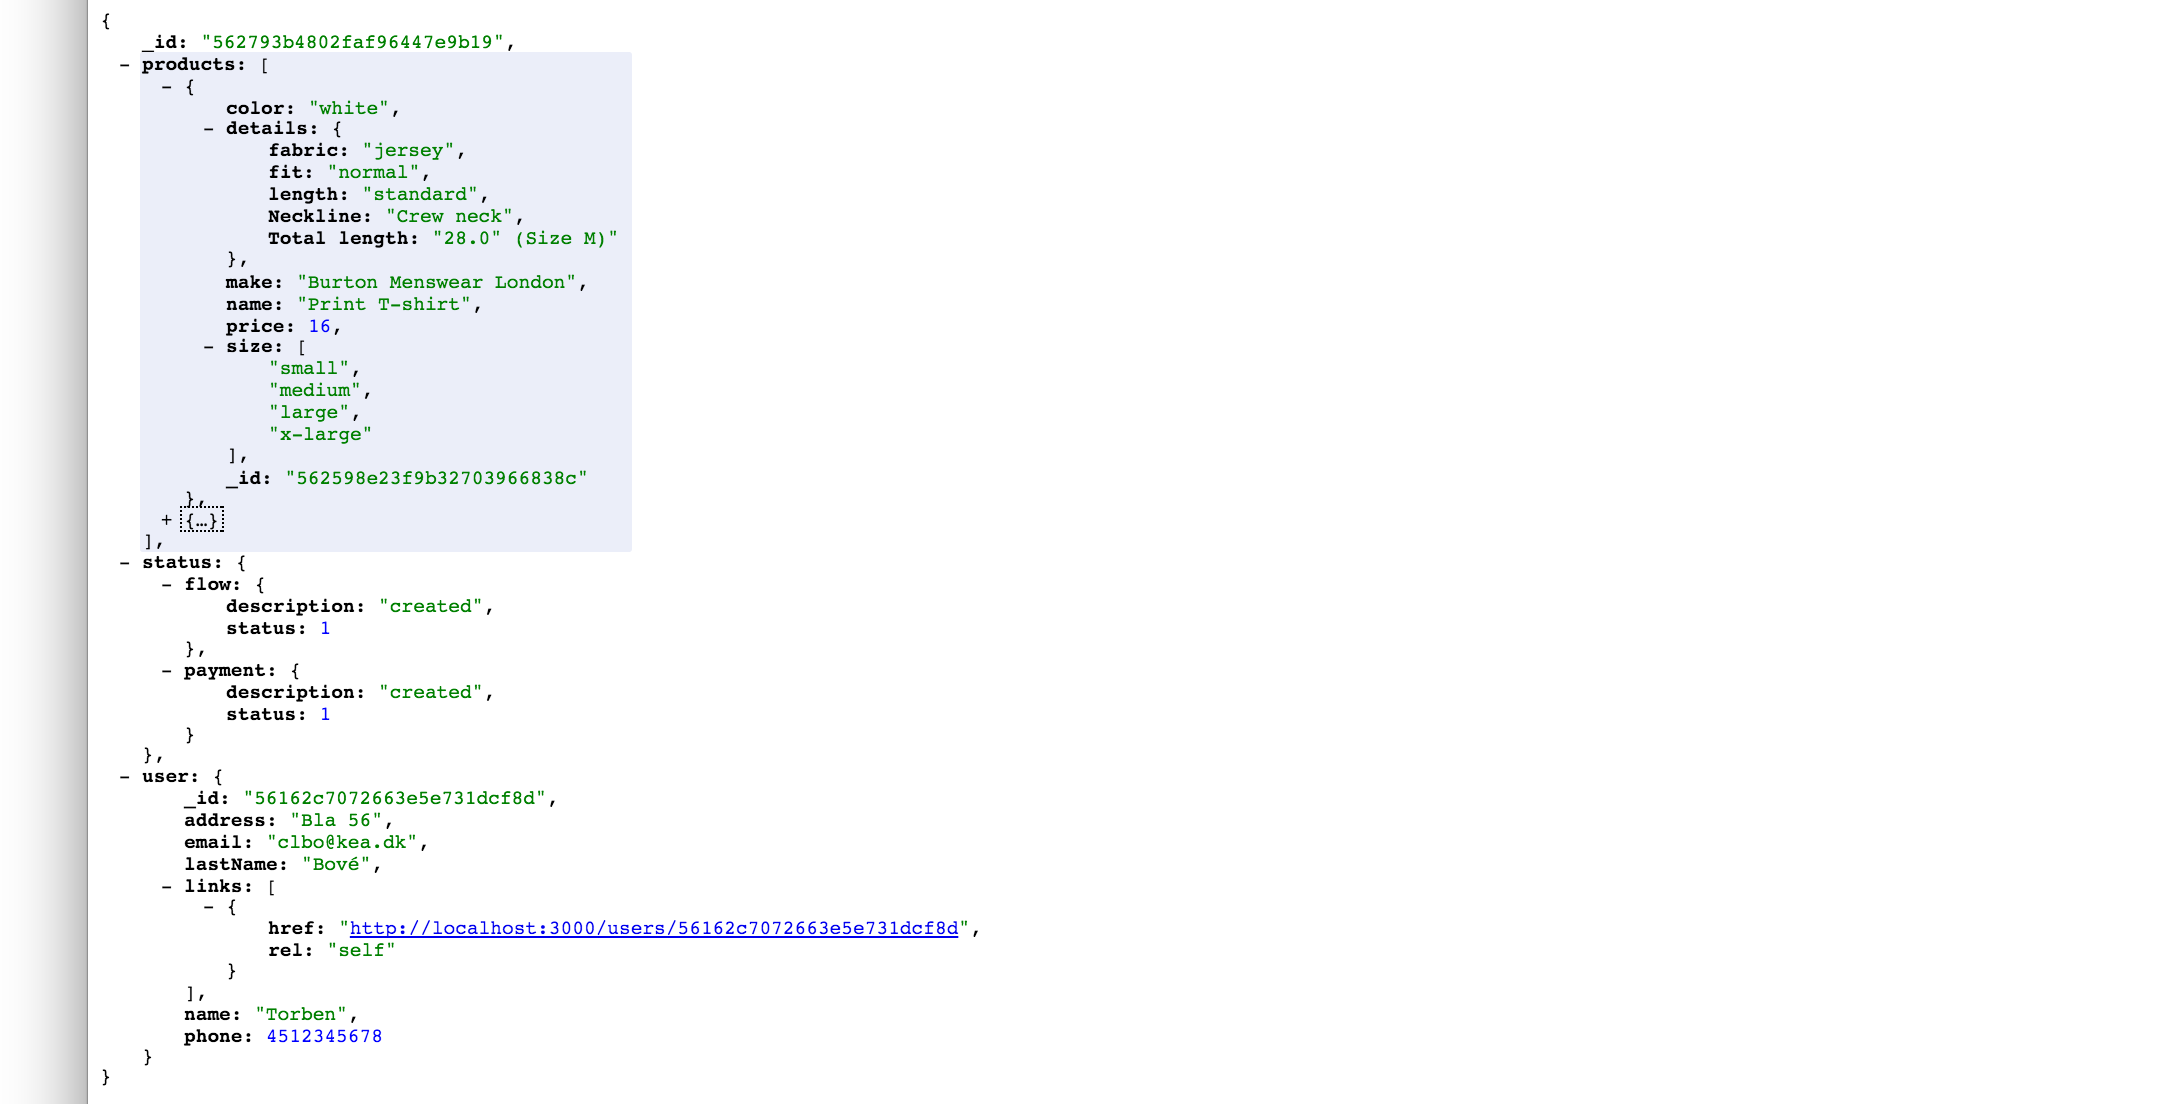 {
_id: "562793b4802faf96447e9b19",
- products: [
- {
color: "white",
- details: {
fabric: "jersey",
fit: "normal",
length: "standard",
Neckline: "Crew neck",
Total length: "28.0" (Size M)"
},
make: "Burton Menswear London",
name: "Print T-shirt",
price: 16,
- size: [
"small",
"medium",
"large",
"x-large"
],
_id: "562598e23f9b32703966838c"
},
+ {…}
],
- status: {
- flow: {
description: "created",
status: 1
},
- payment: {
description: "created",
status: 1
}
},
- user: {
_id: "56162c7072663e5e731dcf8d",
address: "Bla 56",
email: "clbo@kea.dk",
lastName: "Bové",
- links: [
- {
href: "http://localhost:3000/users/56162c7072663e5e731dcf8d",
rel: "self"
}
],
name: "Torben",
phone: 4512345678
}
}